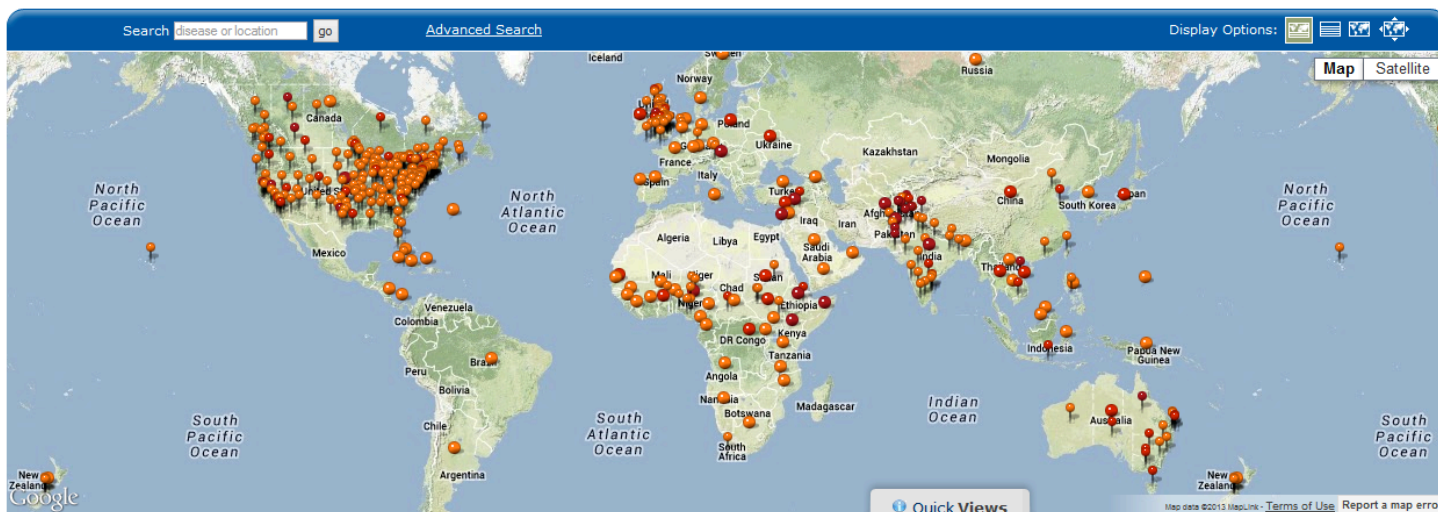 Search disease or location go Advanced Search Display Options:
Map Satellite
Iceland
Norway
Russia
Canada
Poland
Ukraine
Kazakhstan
Mongolia
France
Italy
Spain
North
Pacific
Ocean
North
Atlantic
Ocean
North
Pacific
Ocean
China
South Korea
Iraq
Iran
Mexico
Algeria
Libya
Egypt
Saudi
Arabia
Pakistan
India
Mali
Niger
Chad
Sudan
Thailand
Ethiopia
Venezuela
Colombia
DR Congo
Kenya
Tanzania
Indonesia
Papua New
Guinea
Brazil
Peru
Bolivia
Angola
Namibia
Botswana
Madagascar
Indian
Ocean
South
Pacific
Ocean
Chile
South
Atlantic
Ocean
South
Africa
Australia
South
Pacific
Ocean
Argentina
New
Zealand
New
Zealand
Google
Quick Views
Map data ©2013 MapLink - Terms of Use Report a map erro